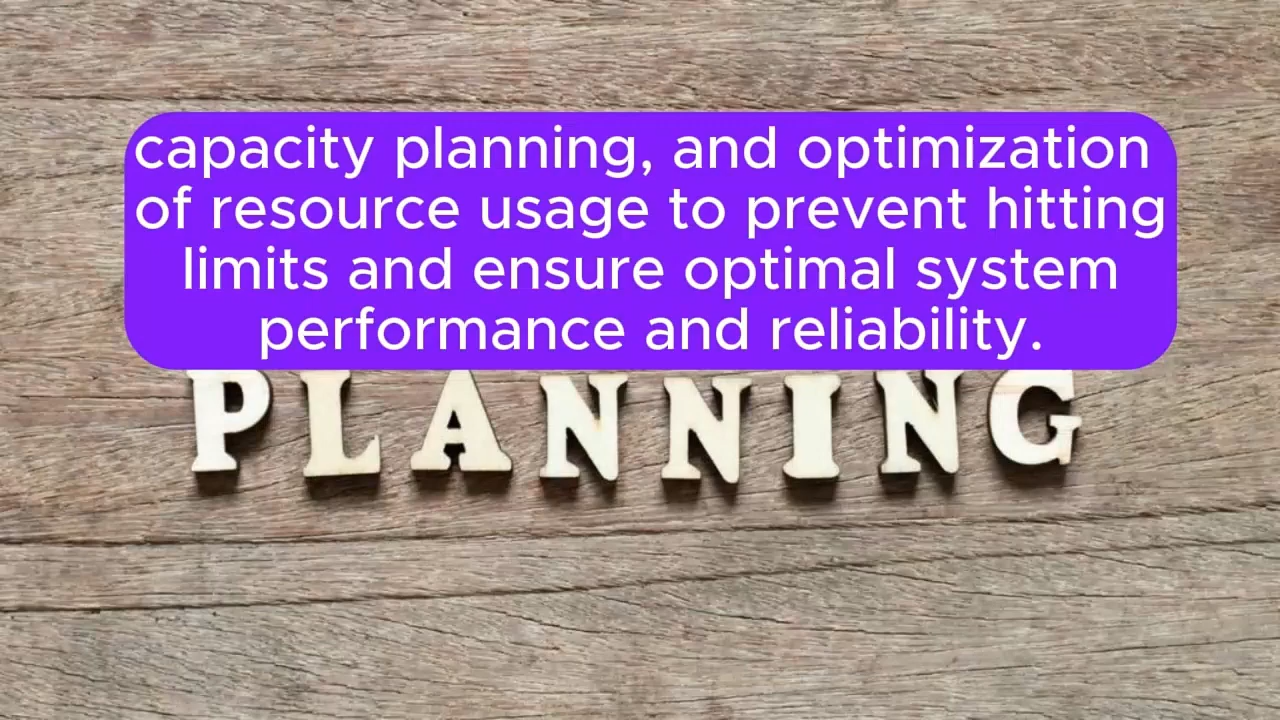 capacity planning, and optimization
of resource usage to prevent hitting
limits and ensure optimal system
performance and reliability.
PLANNING